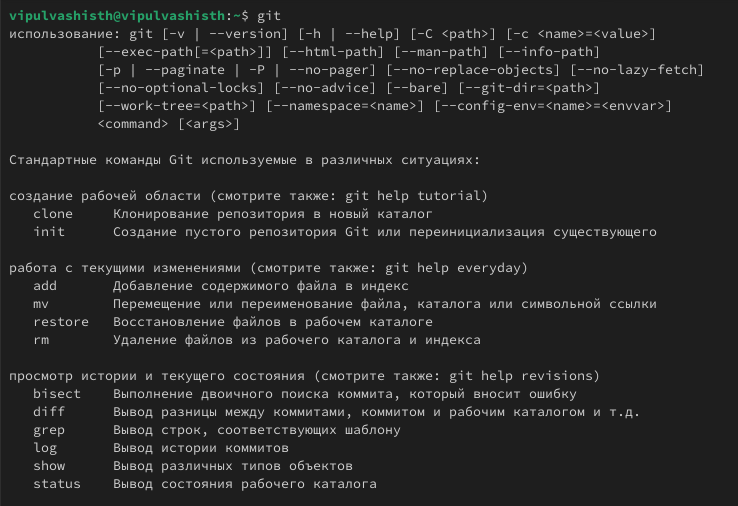 vipulvashisth@vipulvashisth:~$ git
использование: git [-v | --version] [-h | --help] [-C <path>] [-c <name>=<value>]
           [--exec-path[=<path>]] [--html-path] [--man-path] [--info-path]
           [-p | --paginate | -P | --no-pager] [--no-replace-objects] [--no-lazy-fetch]
           [--no-optional-locks] [--no-advice] [--bare] [--git-dir=<path>]
           [--work-tree=<path>] [--namespace=<name>] [--config-env=<name>=<envvar>]
           <command> [<args>]

Стандартные команды Git используемые в различных ситуациях:

создание рабочей области (смотрите также: git help tutorial)
   clone     Клонирование репозитория в новый каталог
   init      Создание пустого репозитория Git или переинициализация существующего

работа с текущими изменениями (смотрите также: git help everyday)
   add       Добавление содержимого файла в индекс
   mv        Перемещение или переименование файла, каталога или символьной ссылки
   restore   Восстановление файлов в рабочем каталоге
   rm        Удаление файлов из рабочего каталога и индекса

просмотр истории и текущего состояния (смотрите также: git help revisions)
   bisect    Выполнение двоичного поиска коммита, который вносит ошибку
   diff      Вывод разницы между коммитами, коммитом и рабочим каталогом и т.д.
   grep      Вывод строк, соответствующих шаблону
   log       Вывод истории коммитов
   show      Вывод различных типов объектов
   status    Вывод состояния рабочего каталога